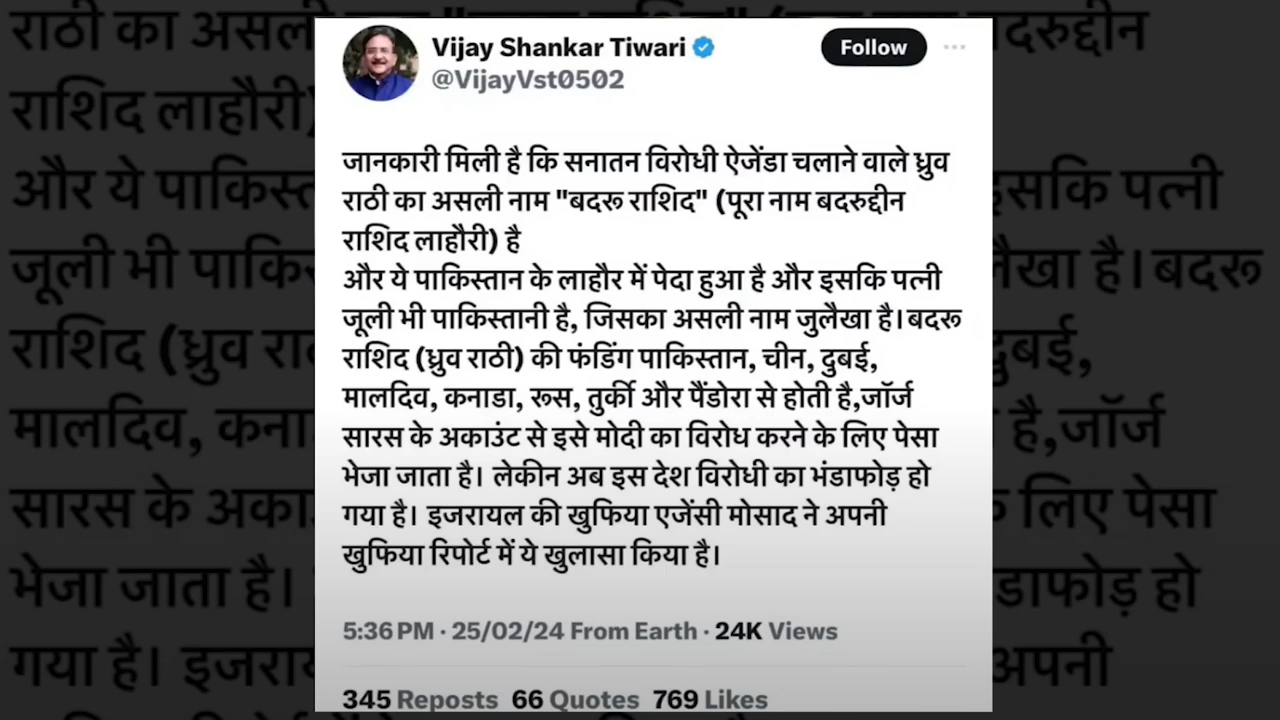 Vijay Shankar Tiwari
@VijayVst0502
Follow
जानकारी मिली है कि सनातन विरोधी ऐजेंडा चलाने वाले ध्रुव
राठी का असली नाम "बदरू राशिद" (पूरा नाम बदरुद्दीन
राशिद लाहौरी) है
और ये पाकिस्तान के लाहौर में पेदा हुआ है और इसकि पत्नी
जूली भी पाकिस्तानी है, जिसका असली नाम जुलैखा है।बदरू
राशिद (ध्रुव राठी) की फंडिंग पाकिस्तान, चीन, दुबई,
मालदिव, कनाडा, रूस, तुर्की और पैंडोरा से होती है,जॉर्ज
सारस के अकाउंट से इसे मोदी का विरोध करने के लिए पेसा
भेजा जाता है। लेकीन अब इस देश विरोधी का भंडाफोड़ हो
गया है। इजरायल की खुफिया एजेंसी मोसाद ने अपनी
खुफिया रिपोर्ट में ये खुलासा किया है।
5:36 PM · 25/02/24 From Earth · 24K Views
345 Reposts 66 Quotes 769 Likes